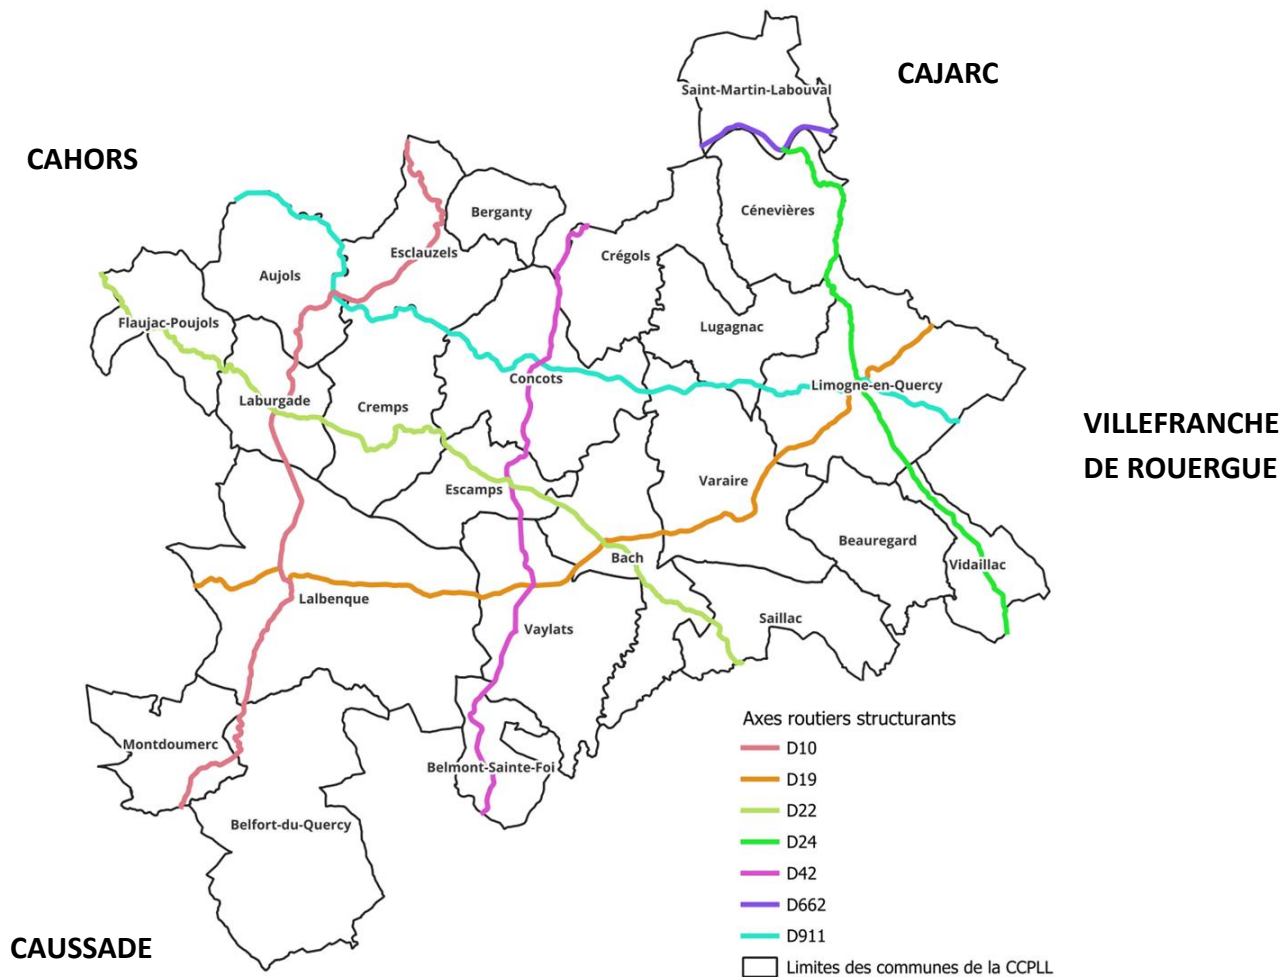 CAJARC
Saint-Martin-Labouval
CAHORS
Berganty
Cénevières
Esclauzels
Crégols
Aujols
Flaujac-Poujols
Lugagnac
Concots
Limogne-en-Quercy
Laburgade
Cremps
VILLEFRANCHE
DE ROUERGUE
Escamps
Varaire
Beauregard
Bach
Vidaillac
Lalbenque
Saillac
Vaylats
Montdoumerc
Belmont-Sainte-Foi
Belfort-du-Quercy
CAUSSADE
Axes routiers structurants
D10
D19
D22
D24
D42
D662
D911
Limites des communes de la CCPLL